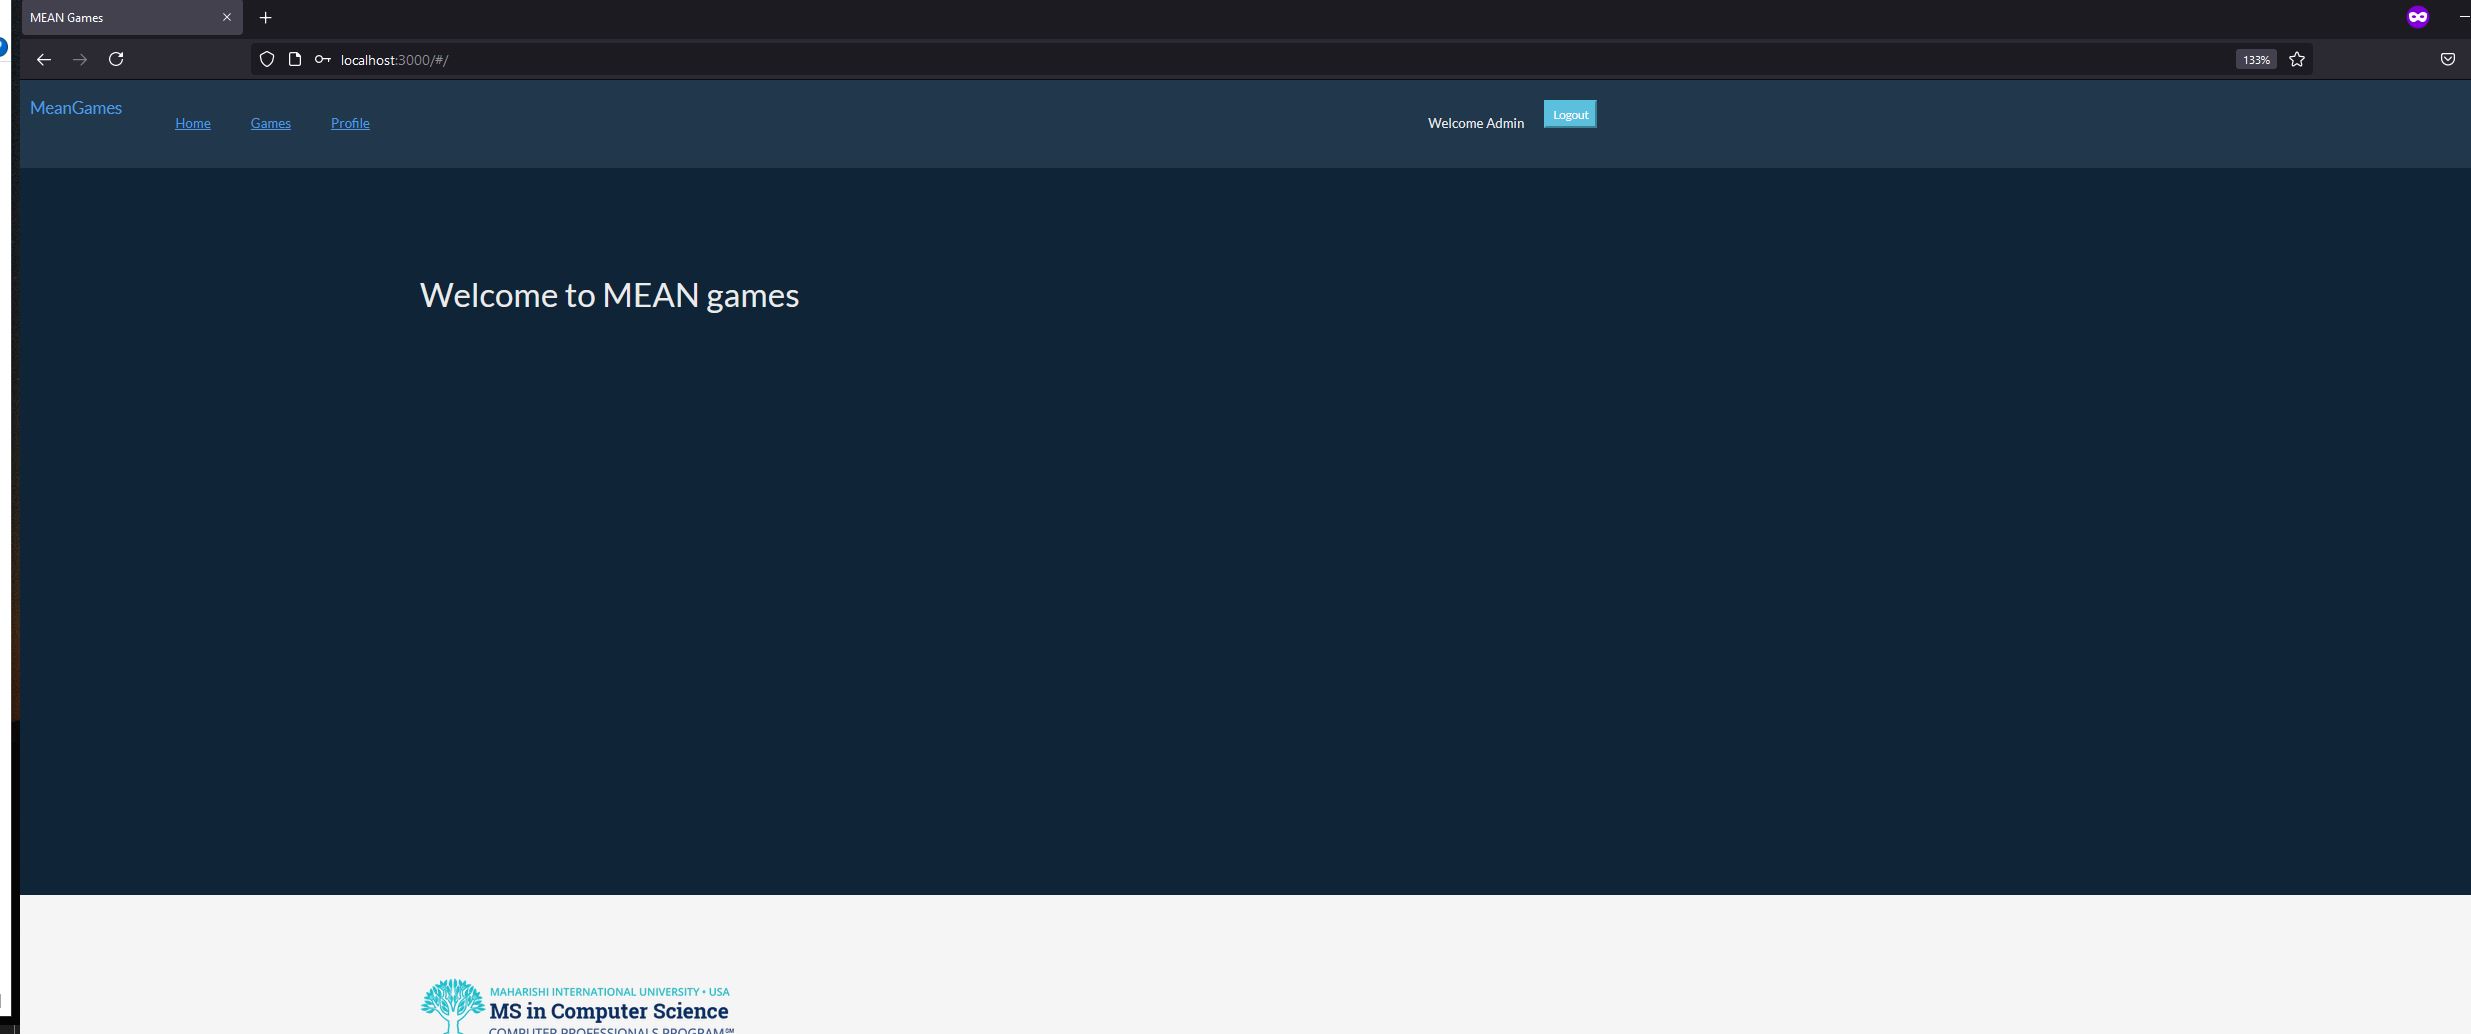 MEAN Games
localhost:3000/#/
133%
MeanGames
Home
Games
Profile
Welcome Admin
Logout
Welcome to MEAN games
MAHARISHI INTERNATIONAL UNIVERSITY • USA
MS in Computer Science
COMPUTER PROFESSIONALS PROGRAM℠